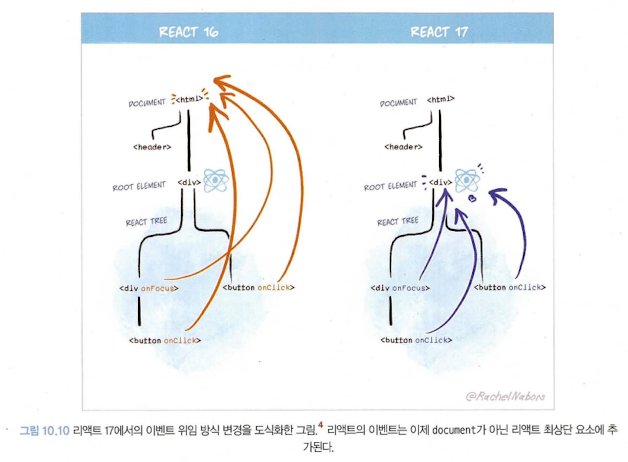 REACT 16
REACT 17
DOCUMENT <html>
<header>
ROOT ELEMENT <div>
REACT TREE
<div onFocus>
<button onClick>
<button onClick>
DOCUMENT <html>
<header>
ROOT ELEMENT <div>
REACT TREE
<div onFocus>
<button onClick>
<button onClick>
@RachelNabors
그림 10.10 리액트 17에서의 이벤트 위임 방식 변경을 도식화한 그림.4 리액트의 이벤트는 이제 document가 아닌 리액트 최상단 요소에 추
가된다.